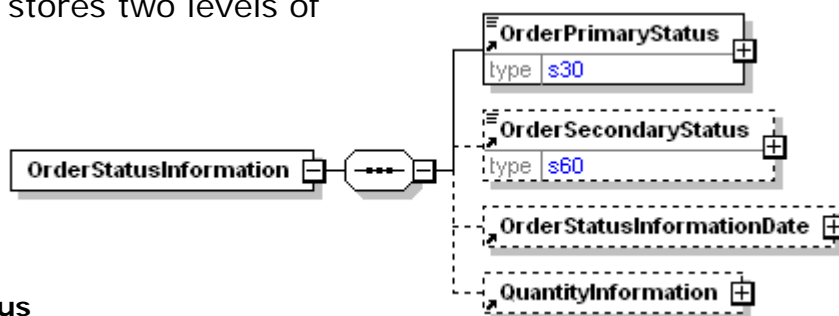 stores two levels of
OrderPrimaryStatus
type s30
OrderSecondaryStatus
type s60
OrderStatusInformation
OrderStatusInformationDate
QuantityInformation
us